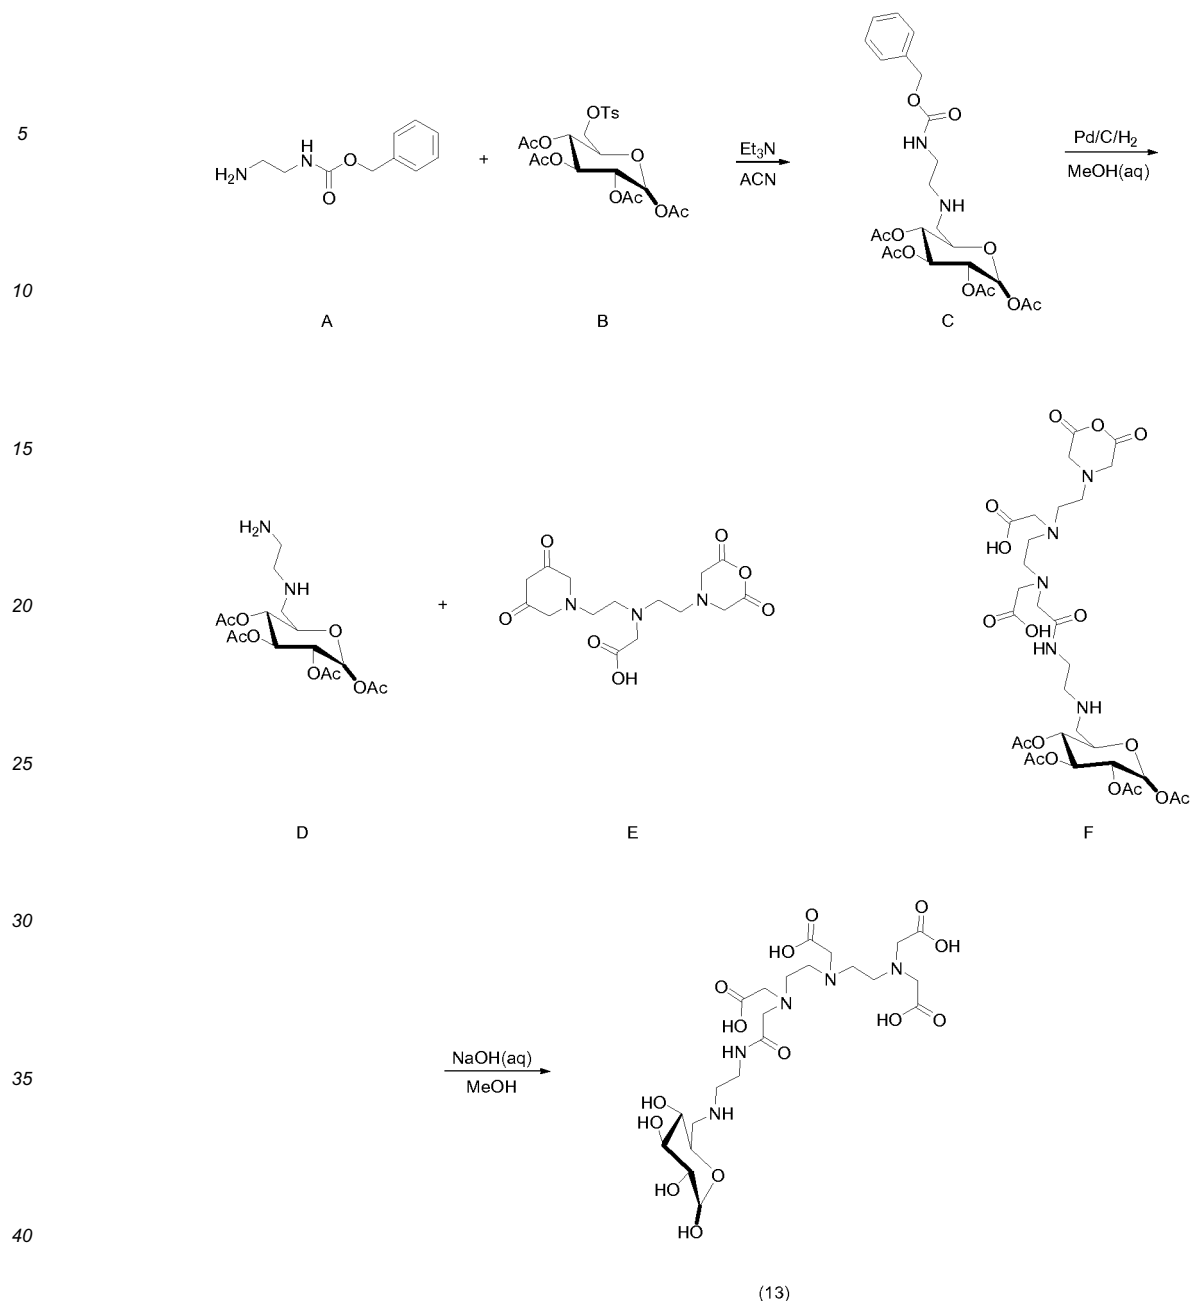 5
H₂N
H
N
O
O
+
OTs
AcO
AcO
O
OAc
OAc
Et₃N
ACN
O
O
HN
NH
AcO
AcO
O
OAc
OAc
Pd/C/H₂
MeOH(aq)
10
A
B
C
15
O
O
O
N
O
HO
N
20
H₂N
NH
AcO
AcO
O
OAc
OAc
+
O
O
N
N
O
OH
N
O
O
O
N
O
OH
O
HN
NH
25
AcO
AcO
O
OAc
OAc
D
E
F
30
O
HO
O
OH
N
N
O
HO
N
O
HO
35
NaOH(aq)
MeOH
HN
O
HO
HO
NH
O
HO
HO
40
(13)